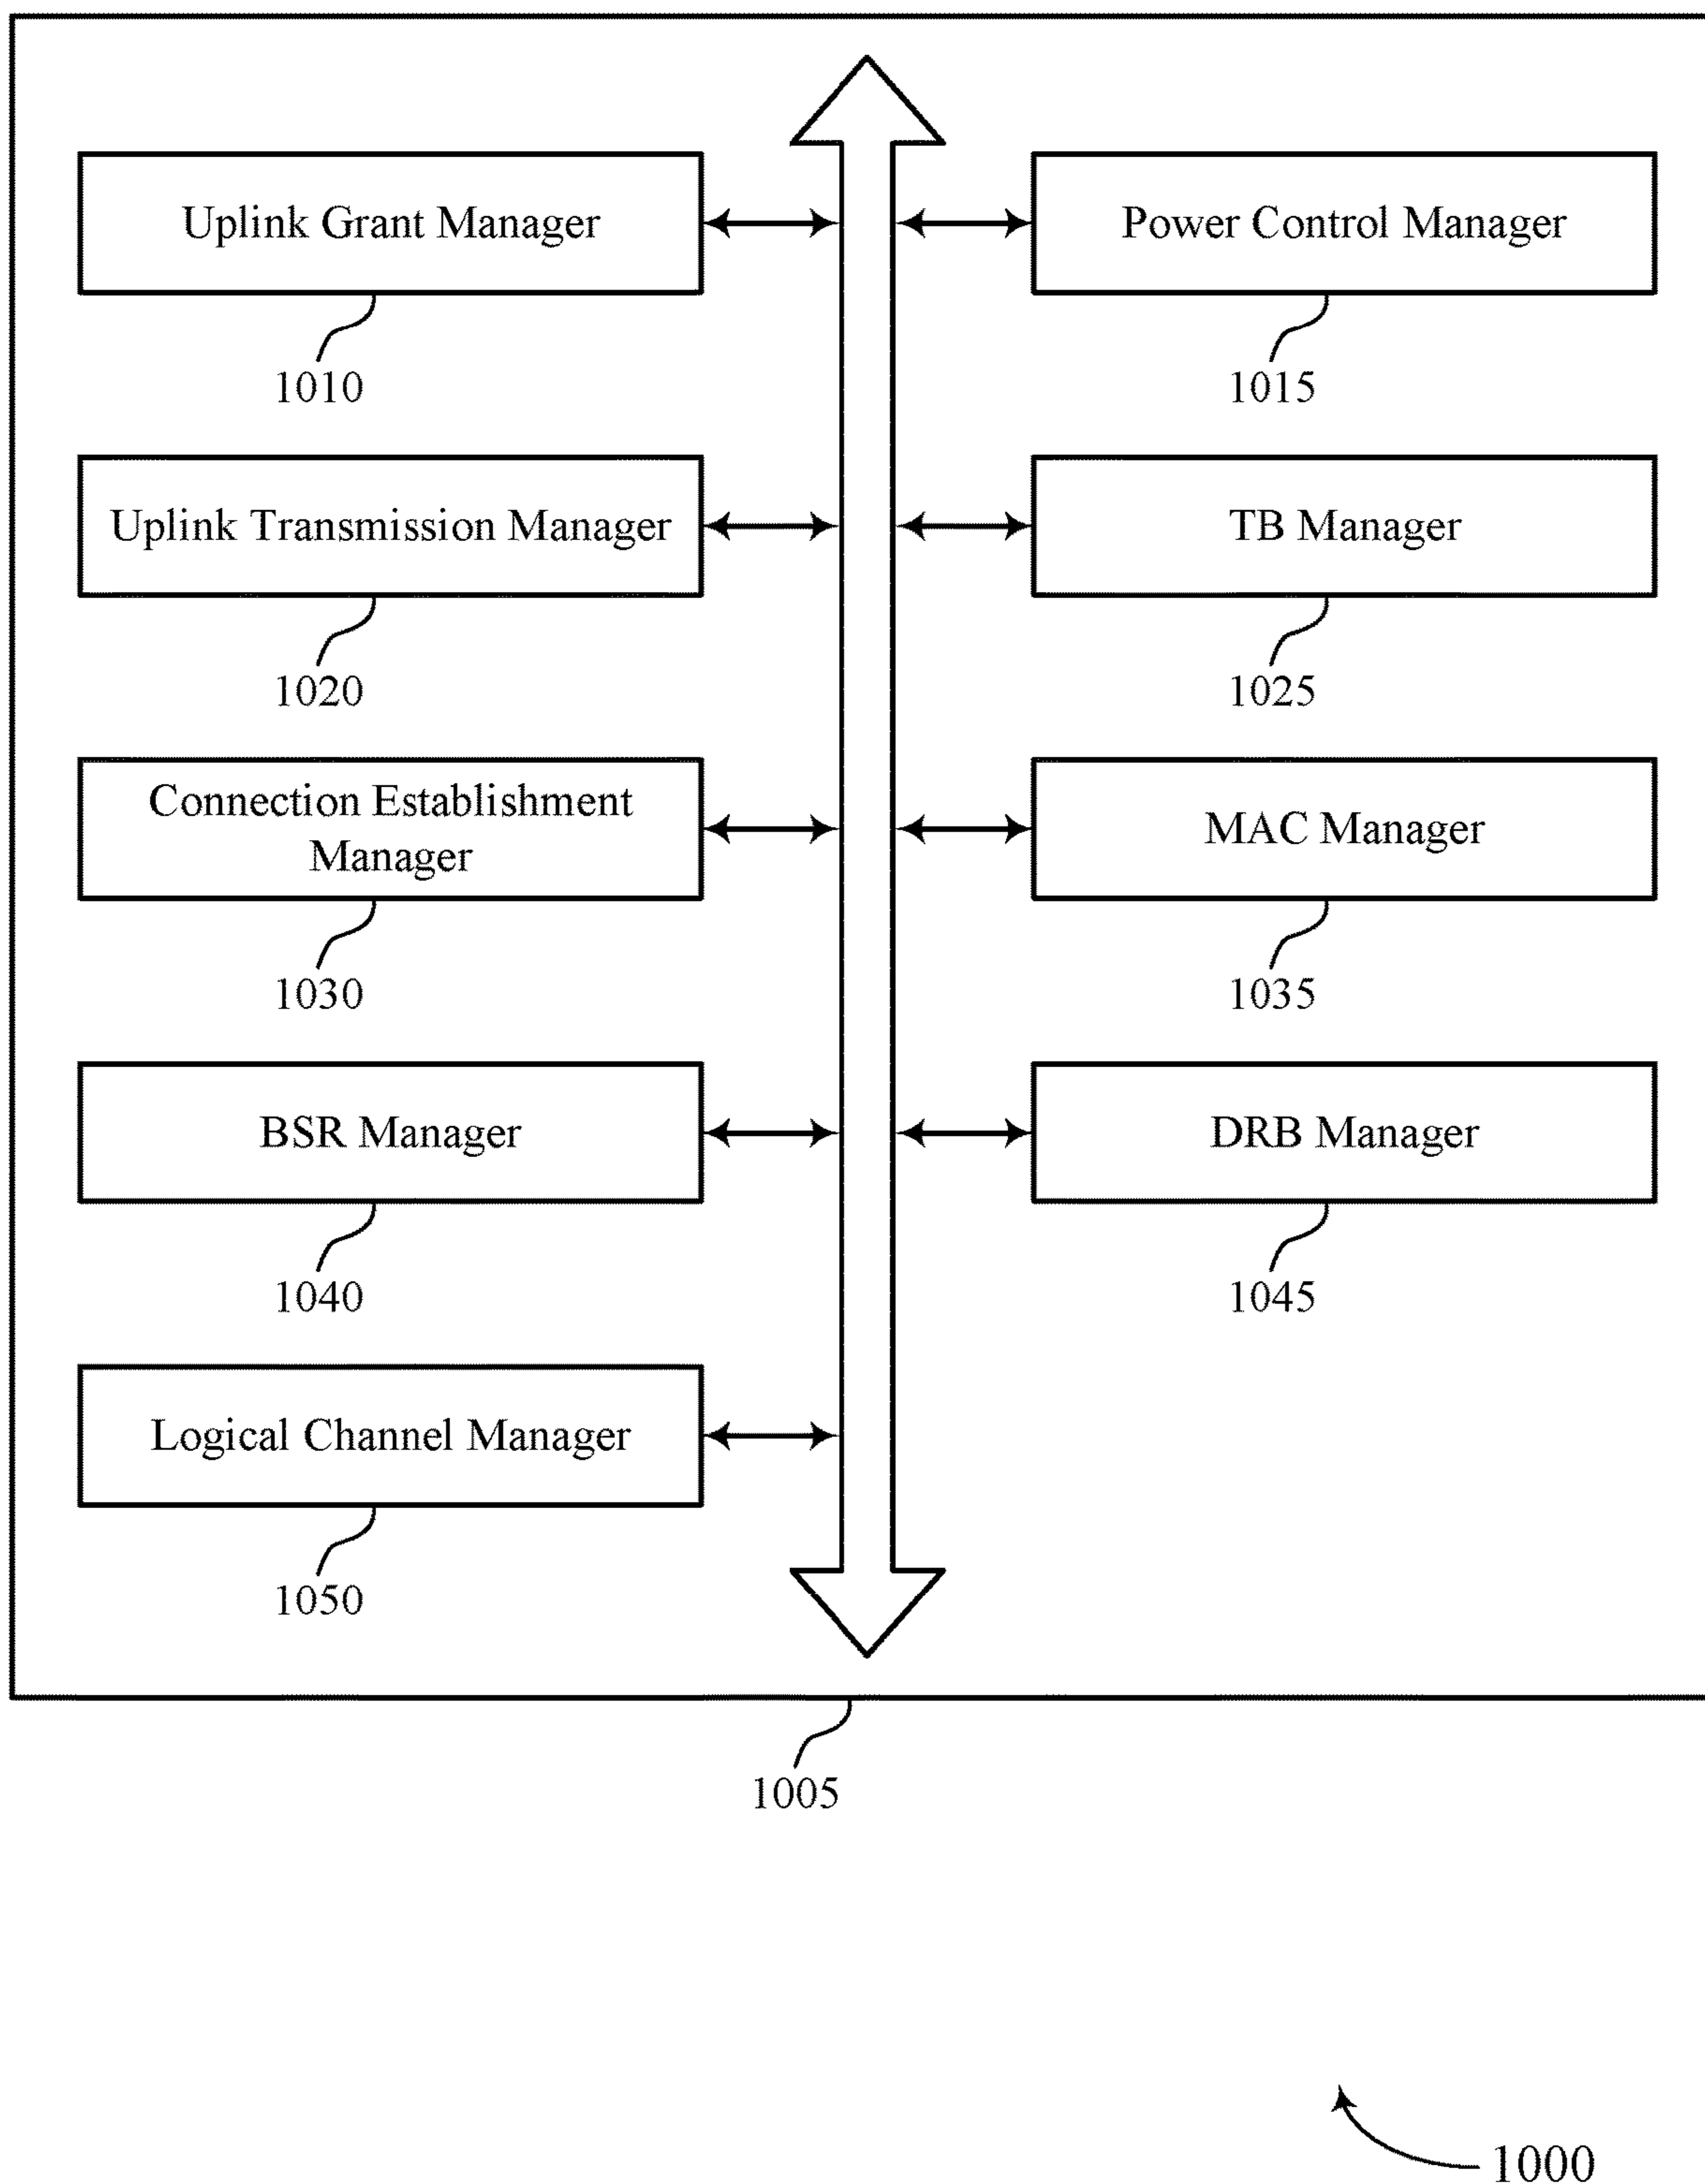 Uplink Grant Manager
1010
Power Control Manager
1015
Uplink Transmission Manager
1020
TB Manager
1025
Connection Establishment
Manager
1030
MAC Manager
1035
BSR Manager
1040
DRB Manager
1045
Logical Channel Manager
1050
1005
1000